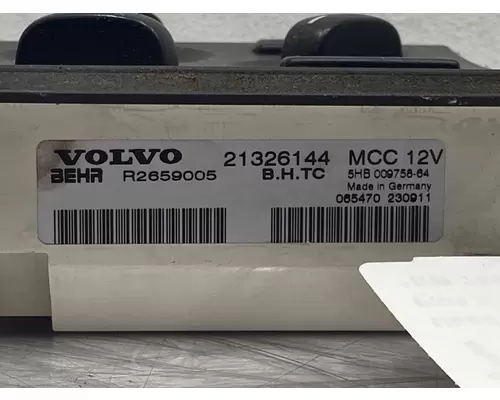 VOLVO 21326144 MCC 12V
BEHR R2659005 B.H.TC 5HB 009758-64
Made in Germany
065470 230911